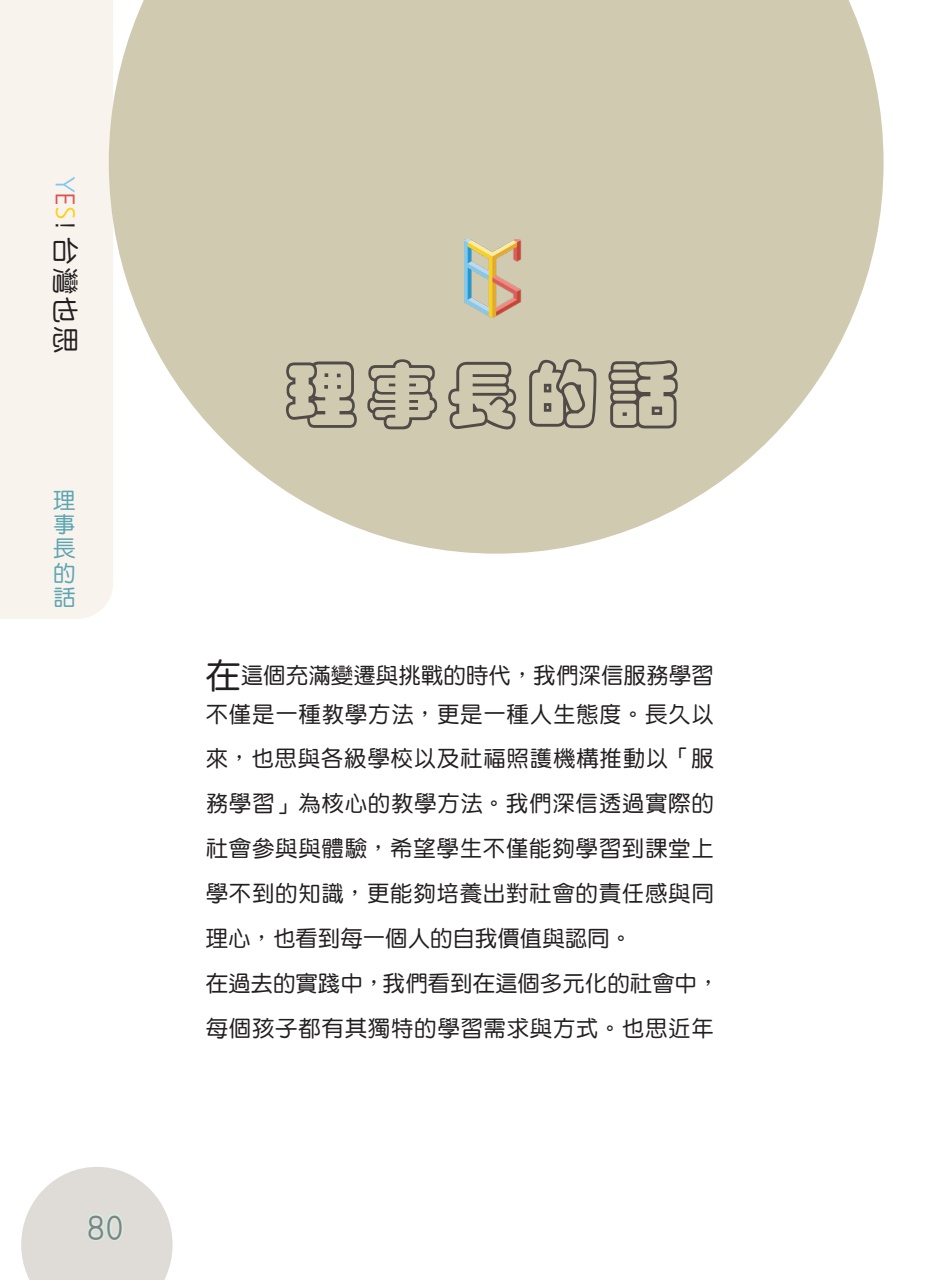 YES! 台灣也思
理事長的話
理事長的話
在這個充滿變遷與挑戰的時代，我們深信服務學習
不僅是一種教學方法，更是一種人生態度。長久以
來，也思與各級學校以及社福照護機構推動以「服
務學習」為核心的教學方法。我們深信透過實際的
社會參與與體驗，希望學生不僅能夠學習到課堂上
學不到的知識，更能夠培養出對社會的責任感與同
理心，也看到每一個人的自我價值與認同。
在過去的實踐中，我們看到在這個多元化的社會中，
每個孩子都有其獨特的學習需求與方式。也思近年
80